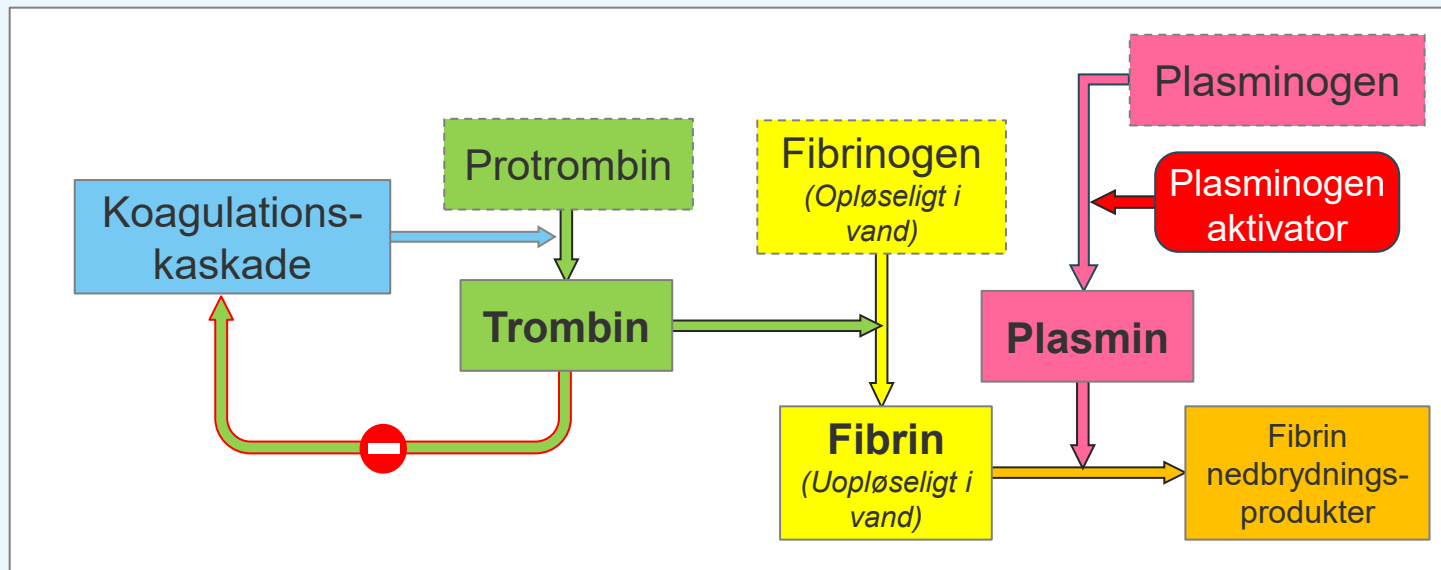 Plasminogen
Protrombin
Fibrinogen
(Opløseligt i
vand)
Plasminogen
aktivator
Koagulations-
kaskade
Trombin
Plasmin
Fibrin
(Uopløseligt i
vand)
Fibrin
nedbrydnings-
produkter